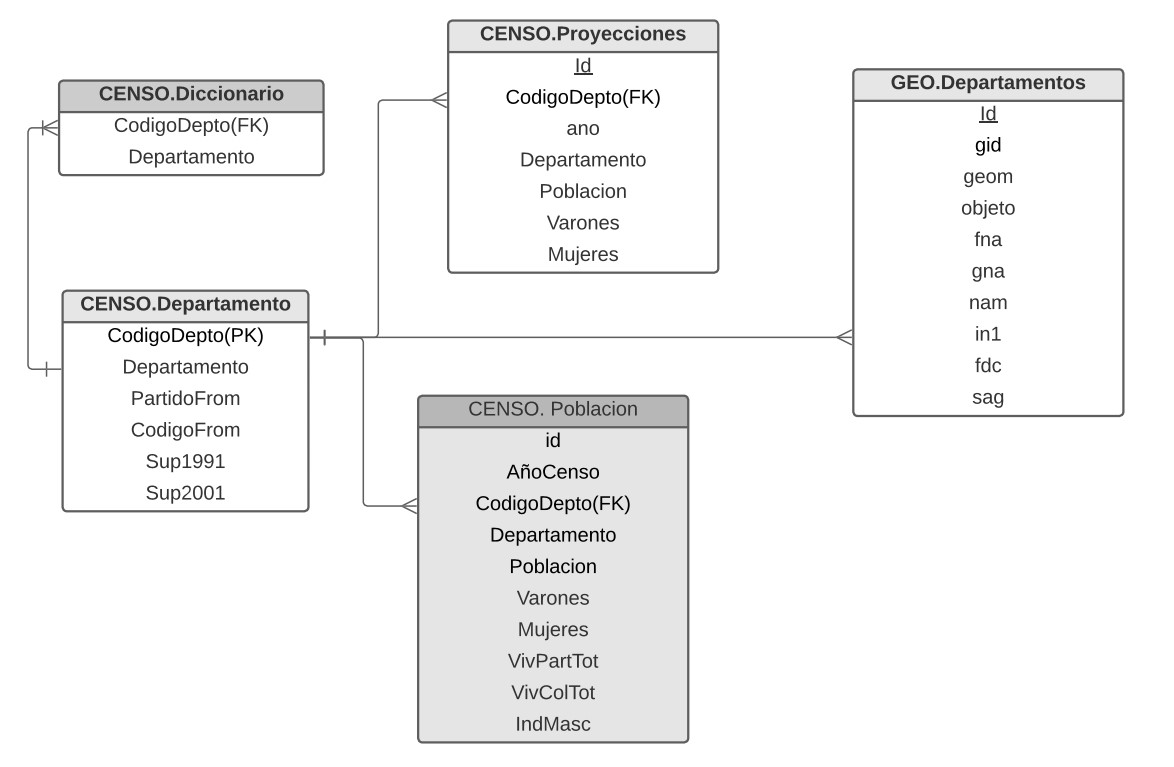 CENSO.Diccionario
CodigoDepto(FK)
Departamento
CENSO.Departamento
CodigoDepto(PK)
Departamento
PartidoFrom
CodigoFrom
Sup1991
Sup2001
CENSO.Proyecciones
Id
CodigoDepto(FK)
ano
Departamento
Poblacion
Varones
Mujeres
CENSO. Poblacion
id
AñoCenso
CodigoDepto(FK)
Departamento
Poblacion
Varones
Mujeres
VivPartTot
VivColTot
IndMasc
GEO.Departamentos
Id
gid
geom
objeto
fna
gna
nam
in1
fdc
sag